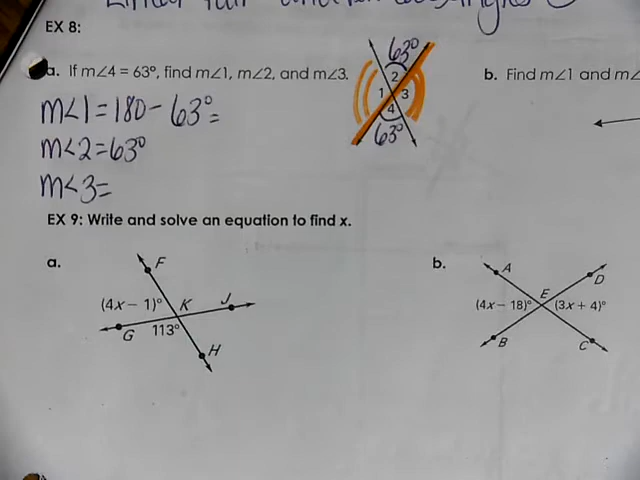 Linear Pair
EX 8:
a. If m∠4 = 63°, find m∠1, m∠2, and m∠3.
63°
2
1
3
4
63°
b. Find m∠1 and m∠
m<1=180-63°=
m<2=63°
m<3=
EX 9: Write and solve an equation to find x.
a.
F
(4x − 1)°
K
J
G
113°
H
b.
A
D
E
(4x − 18)°
(3x + 4)°
B
C